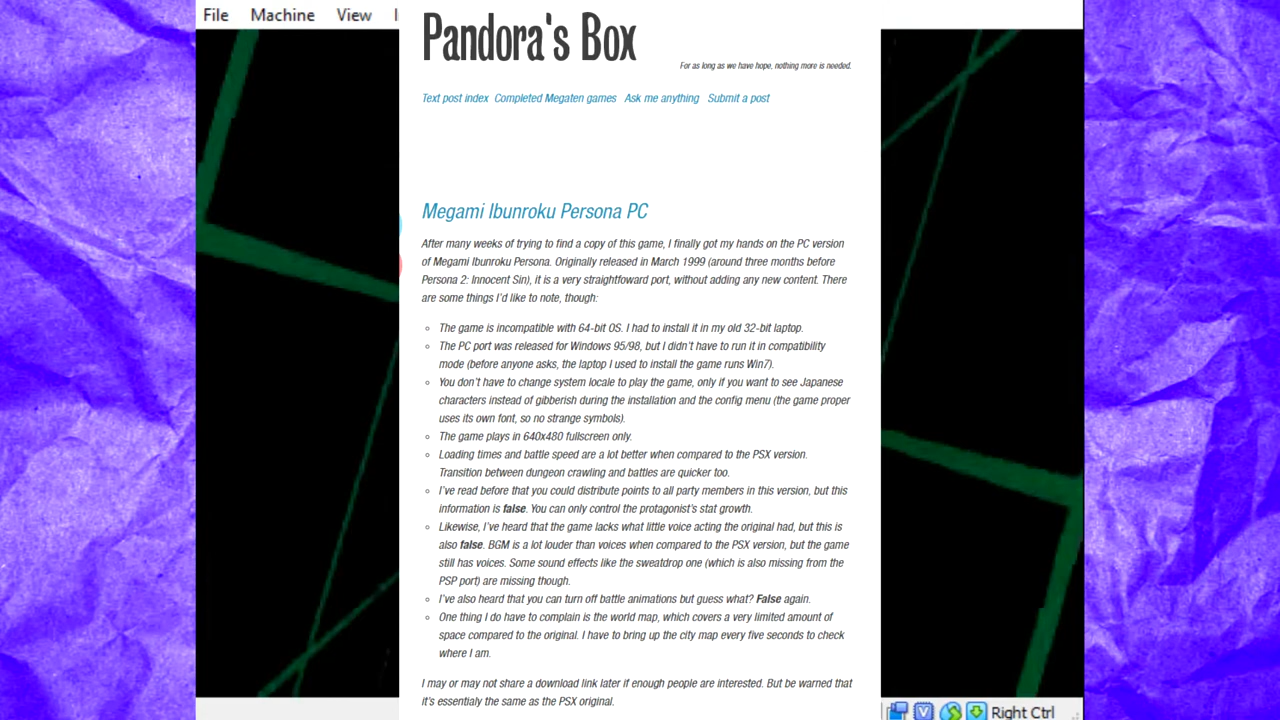 File Machine View
Pandora's Box
For as long as we have hope, nothing more is needed.
Text post index Completed Megaten games Ask me anything Submit a post
Megami Ibunroku Persona PC
After many weeks of trying to find a copy of this game, I finally got my hands on the PC version
of Megami Ibunroku Persona. Originally released in March 1999 (around three months before
Persona 2: Innocent Sin), it is a very straightfoward port, without adding any new content. There
are some things I'd like to note, though:
The game is incompatible with 64-bit OS. I had to install it in my old 32-bit laptop.
The PC port was released for Windows 95/98, but I didn't have to run it in compatibility
mode (before anyone asks, the laptop I used to install the game runs Win7).
You don't have to change system locale to play the game, only if you want to see Japanese
characters instead of gibberish during the installation and the config menu (the game proper
uses its own font, so no strange symbols).
The game plays in 640x480 fullscreen only.
Loading times and battle speed are a lot better when compared to the PSX version.
Transition between dungeon crawling and battles are quicker too.
I've read before that you could distribute points to all party members in this version, but this
information is false. You can only control the protagonist's stat growth.
Likewise, I've heard that the game lacks what little voice acting the original had, but this is
also false. BGM is a lot louder than voices when compared to the PSX version, but the game
still has voices. Some sound effects like the sweatdrop one (which is also missing from the
PSP port) are missing though.
I've also heard that you can turn off battle animations but guess what? False again.
One thing I do have to complain is the world map, which covers a very limited amount of
space compared to the original. I have to bring up the city map every five seconds to check
where I am.
I may or may not share a download link later if enough people are interested. But be warned that
it's essentialy the same as the PSX original.
Right Ctrl